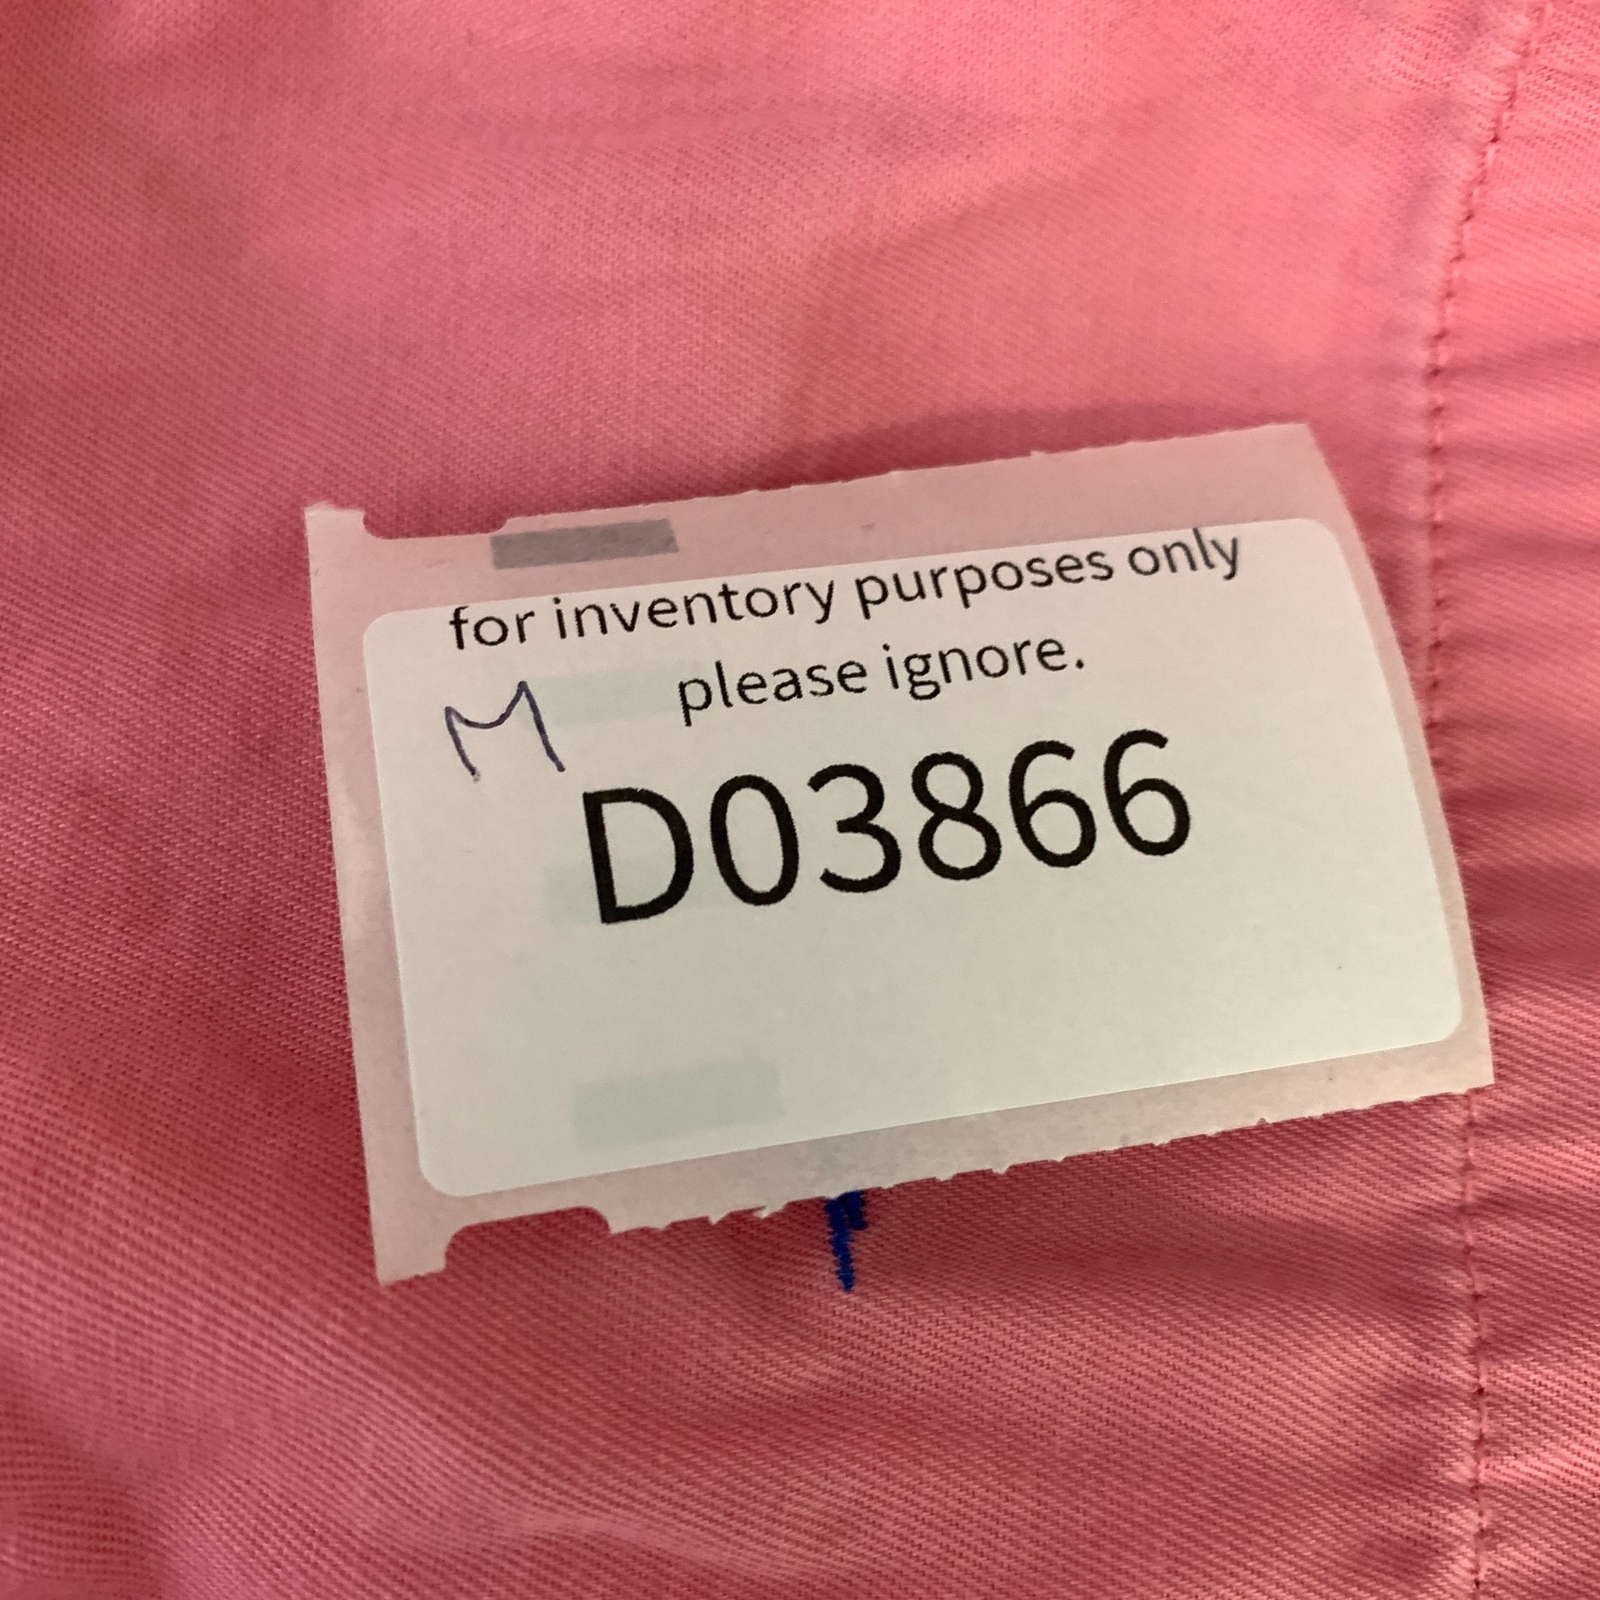 for inventory purposes only
please ignore.
M
D03866